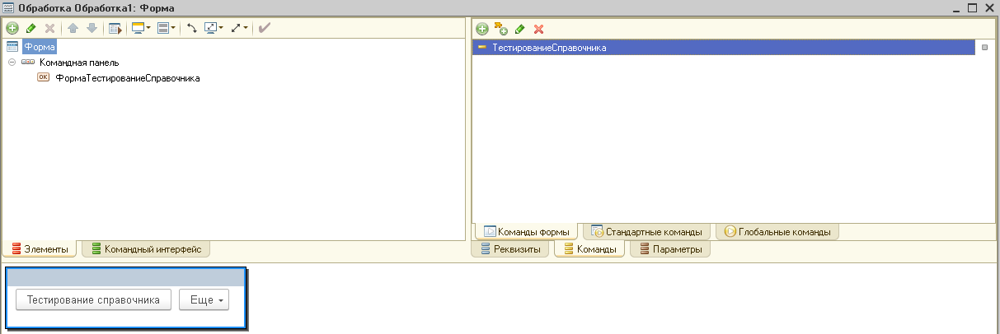 Обработка Обработка1: Форма
Форма
Командная панель
OK ФормаТестированиеСправочника
Элементы Командный интерфейс
ТестированиеСправочника
Команды формы Стандартные команды Глобальные команды
Реквизиты Команды Параметры
Тестирование справочника Еще